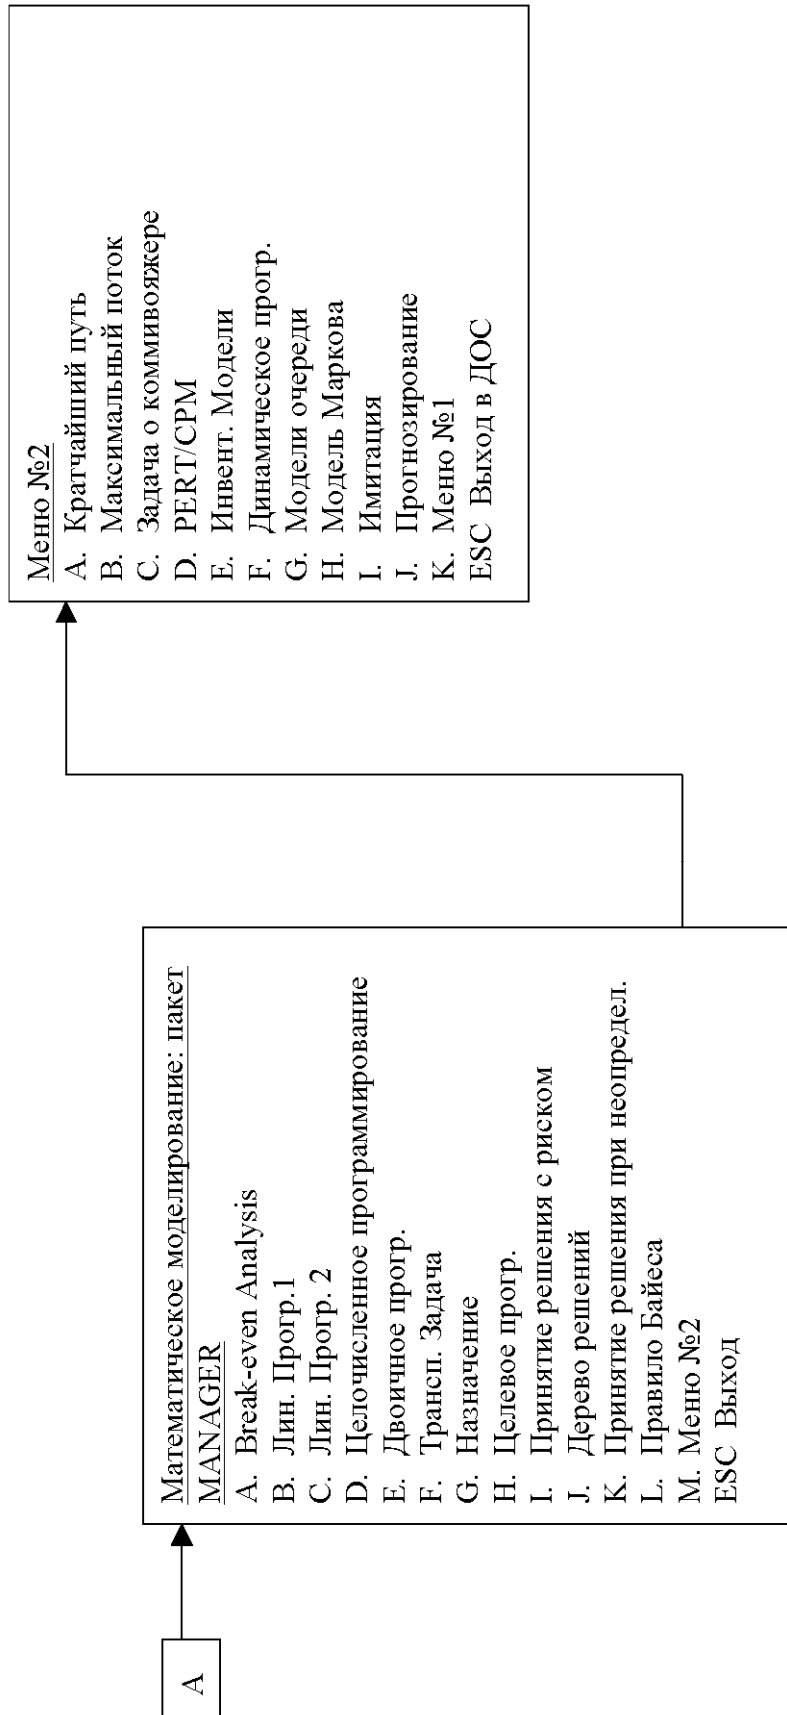 A
Математическое моделирование: пакет
MANAGER
A. Break-even Analysis
B. Лин. Прогр.1
C. Лин. Прогр. 2
D. Целочисленное программирование
E. Двоичное прогр.
F. Трансп. Задача
G. Назначение
H. Целевое прогр.
I. Принятие решения с риском
J. Дерево решений
K. Принятие решения при неопредел.
L. Правило Байеса
M. Меню №2
ESC Выход
Меню №2
A. Кратчайший путь
B. Максимальный поток
C. Задача о коммивояжере
D. PERT/CPM
E. Инвент. Модели
F. Динамическое прогр.
G. Модели очереди
H. Модель Маркова
I. Имитация
J. Прогнозирование
K. Меню №1
ESC Выход в ДОС